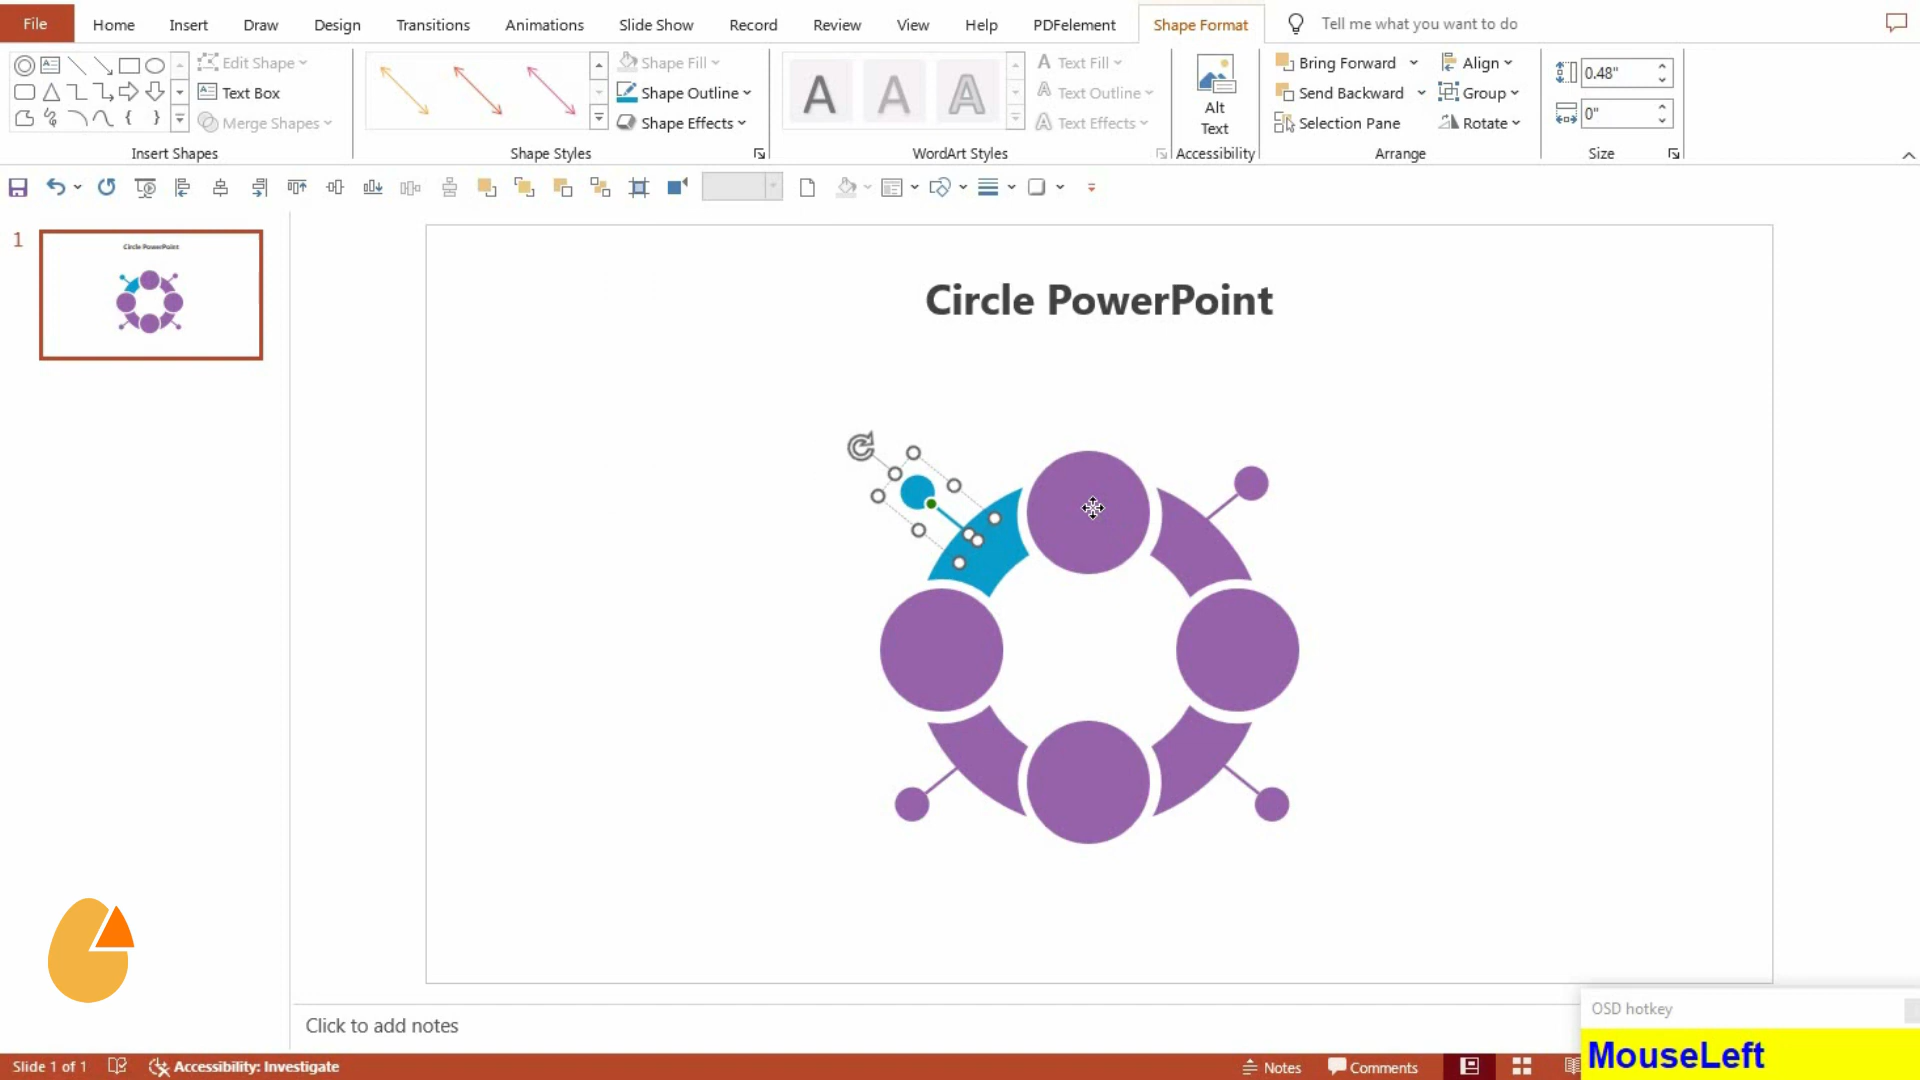 File Home Insert Draw Design Transitions Animations Slide Show Record Review View Help PDFelement Shape Format Tell me what you want to do
Edit Shape
Text Box
Merge Shapes
Insert Shapes
Shape Fill
Shape Outline
Shape Effects
Shape Styles
A A A
A Text Fill
A Text Outline
A Text Effects
WordArt Styles
Alt
Text
Accessibility
Bring Forward
Send Backward
Selection Pane
Align
Group
Rotate
Arrange
0.48"
0"
Size
1
Circle PowerPoint
Circle PowerPoint
Click to add notes
OSD hotkey
MouseLeft
Slide 1 of 1 Accessibility: Investigate Notes Comments